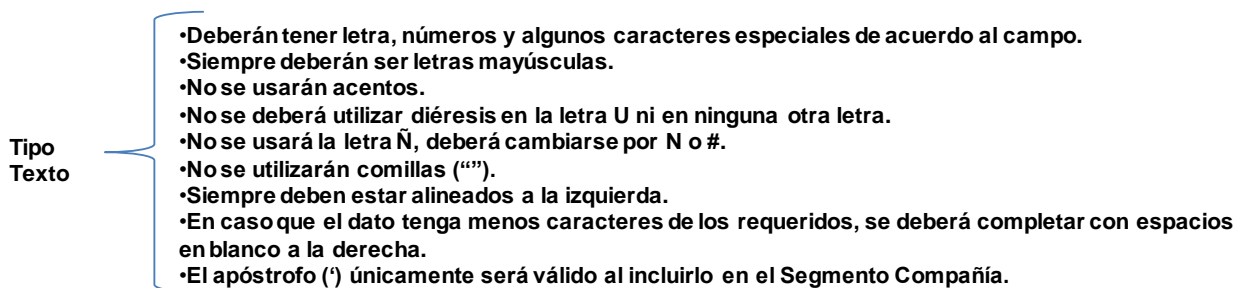 •Deberán tener letra, números y algunos caracteres especiales de acuerdo al campo.
•Siempre deberán ser letras mayúsculas.
•No se usarán acentos.
•No se deberá utilizar diéresis en la letra U ni en ninguna otra letra.
•No se usará la letra Ñ, deberá cambiarse por N o #.
•No se utilizarán comillas (“”).
•Siempre deben estar alineados a la izquierda.
•En caso que el dato tenga menos caracteres de los requeridos, se deberá completar con espacios
en blanco a la derecha.
•El apóstrofo (‘) únicamente será válido al incluirlo en el Segmento Compañía.
Tipo
Texto